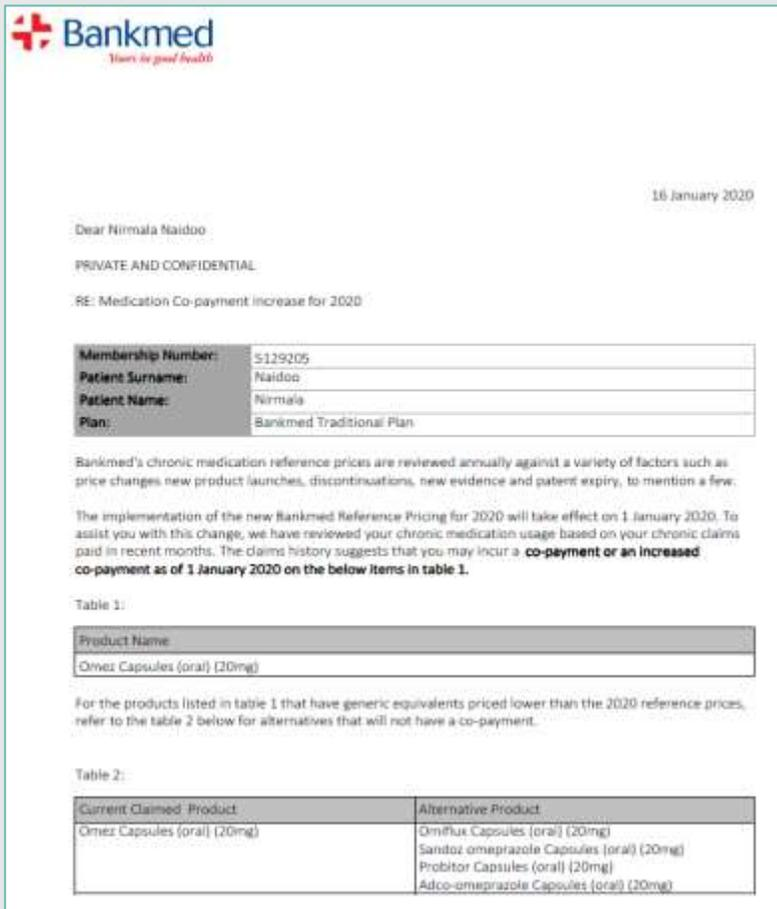 Bankmed
Yours in good health
16 January 2020
Dear Nirmala Naidoo
PRIVATE AND CONFIDENTIAL
RE: Medication Co-payment increase for 2020
Membership Number: 5129205
Patient Surname: Naidoo
Patient Name: Nirmala
Plan: Bankmed Traditional Plan
Bankmed's chronic medication reference prices are reviewed annually against a variety of factors such as
price changes new product launches, discontinuations, new evidence and patent expiry, to mention a few.
The implementation of the new Bankmed Reference Pricing for 2020 will take effect on 1 January 2020. To
assist you with this change, we have reviewed your chronic medication usage based on your chronic claims
paid in recent months. The claims history suggests that you may incur a co-payment or an increased
co-payment as of 1 January 2020 on the below items in table 1.
Table 1:
Product Name
Omez Capsules (oral) (20mg)
For the products listed in table 1 that have generic equivalents priced lower than the 2020 reference prices,
refer to the table 2 below for alternatives that will not have a co-payment.
Table 2:
Current Claimed Product Alternative Product
Omez Capsules (oral) (20mg) Omiflux Capsules (oral) (20mg)
Sandoz omeprazole Capsules (oral) (20mg)
Probitor Capsules (oral) (20mg)
Adco-omeprazole Capsules (oral) (20mg)